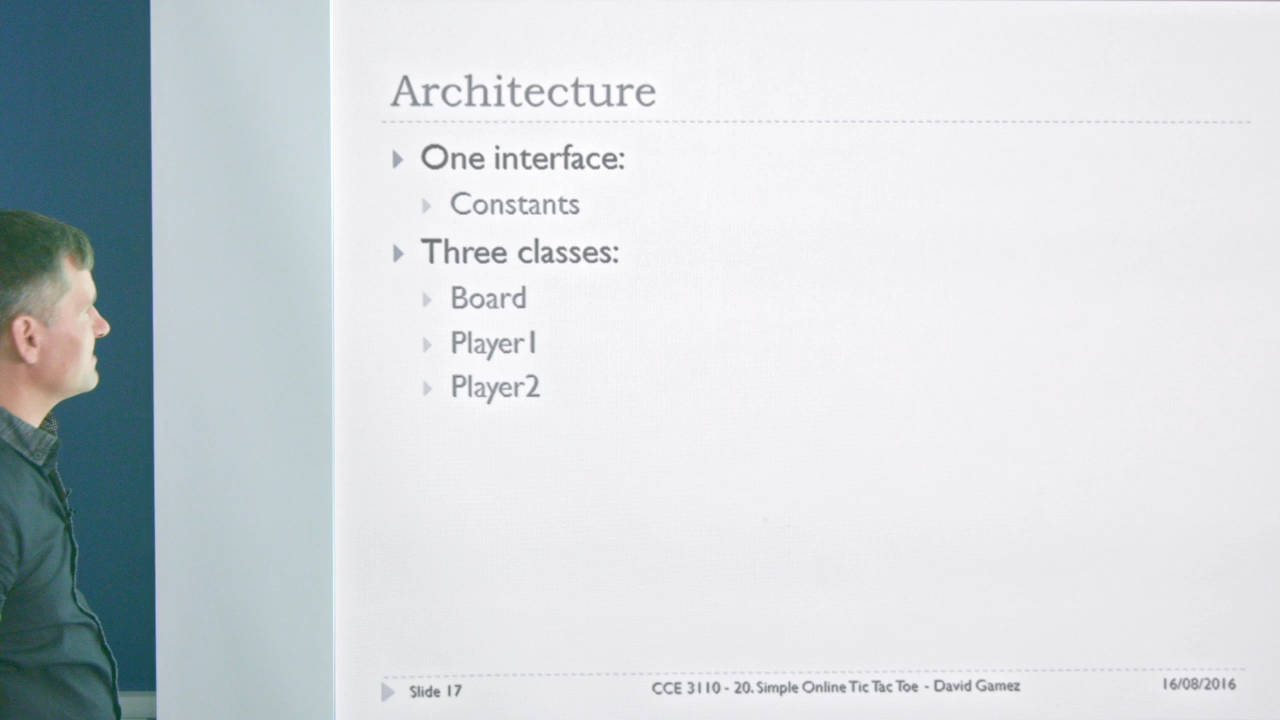 Architecture
One interface:
Constants
Three classes:
Board
Player1
Player2
Slide 17 CCE 3110 - 20. Simple Online Tic Tac Toe - David Gamez 16/08/2016